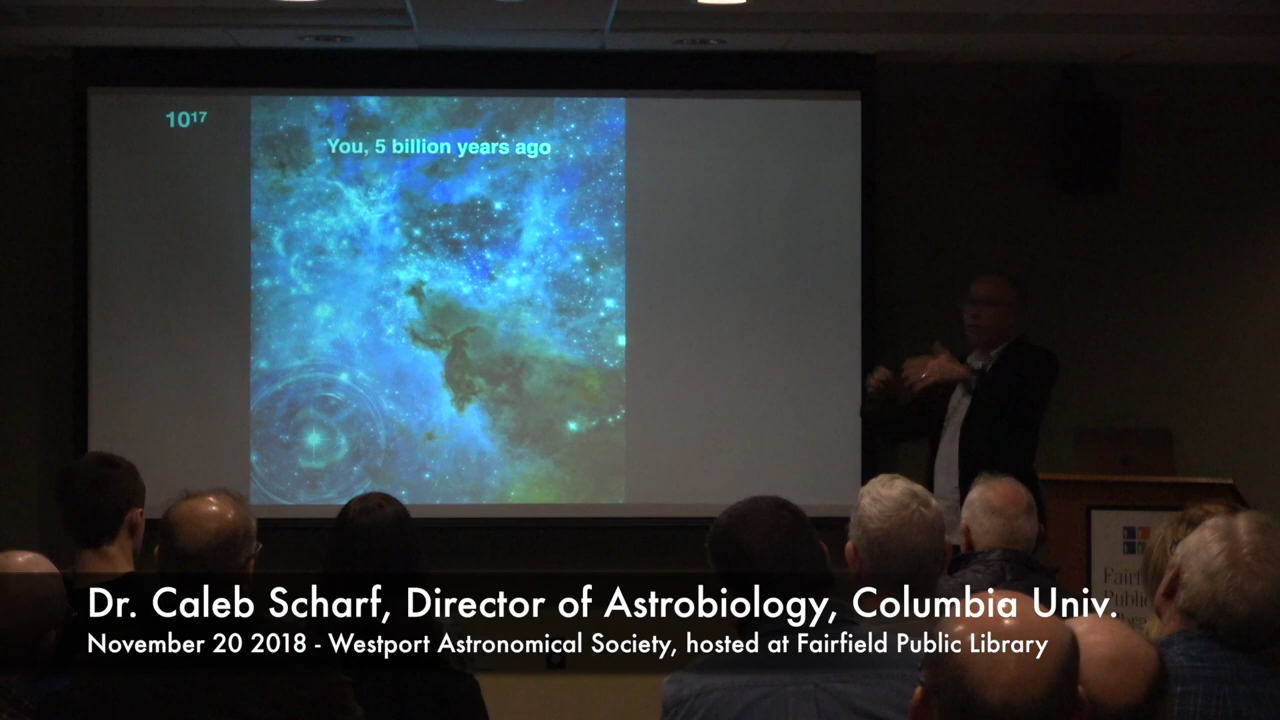 10¹⁷
You, 5 billion years ago
Dr. Caleb Scharf, Director of Astrobiology, Columbia Univ.
November 20 2018 - Westport Astronomical Society, hosted at Fairfield Public Library
Public